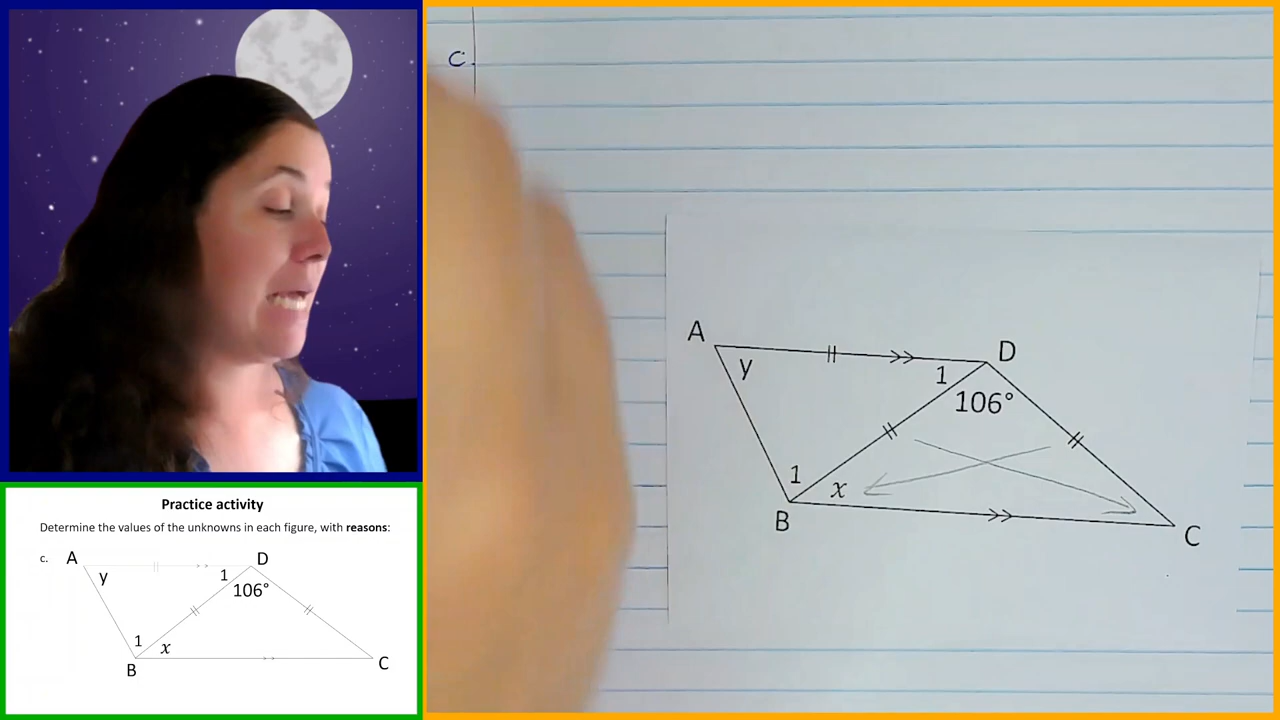 Practice activity
Determine the values of the unknowns in each figure, with reasons:
c.
A
D
y
1
106°
1
x
B
C
C.
A
D
y
1
106°
1
x
B
C